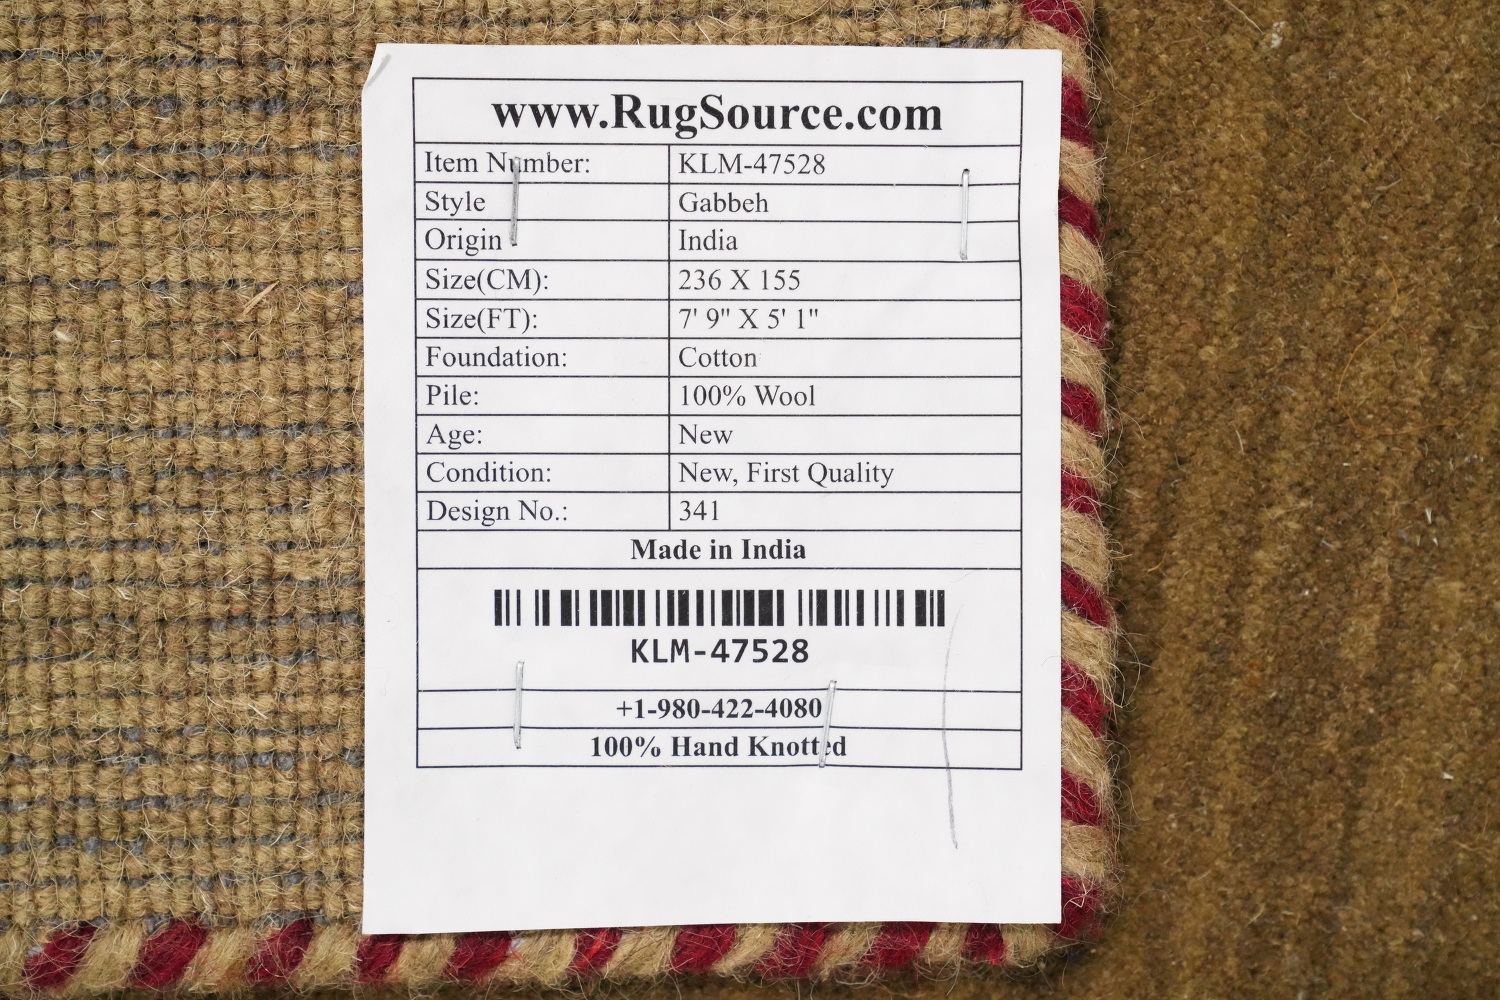 www.RugSource.com
Item Number: KLM-47528
Style Gabbeh
Origin India
Size(CM): 236 X 155
Size(FT): 7' 9" X 5' 1"
Foundation: Cotton
Pile: 100% Wool
Age: New
Condition: New, First Quality
Design No.: 341
Made in India
KLM-47528
+1-980-422-4080
100% Hand Knotted